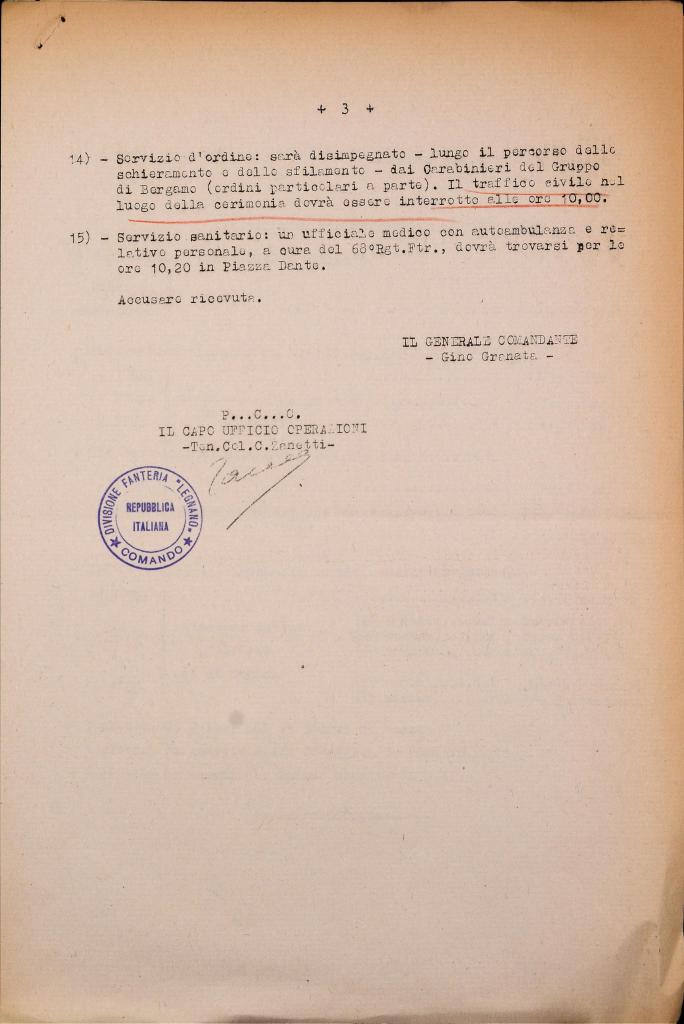 + 3 +
14) - Servizio d'ordine: sarà disimpegnato - lungo il percorso dello
schieramento e dello sfilamento - dai Carabinieri del Gruppo
di Bergamo (ordini particolari a parte). Il traffico civile nel
luogo della cerimonia dovrà essere interrotto alle ore 10,00.
15) - Servizio sanitario: un ufficiale medico con autoambulanza e re=
lativo personale, a cura del 68°Rgt.Ftr., dovrà trovarsi per le
ore 10,20 in Piazza Dante.
Accusare ricevuta.
IL GENERALE COMANDANTE
- Gino Granata -
P...C...C.
IL CAPO UFFICIO OPERAZIONI
-Ten.Col.C.Zanetti-
DIVISIONE FANTERIA "LEGNANO"
REPUBBLICA
ITALIANA
★ COMANDO ★